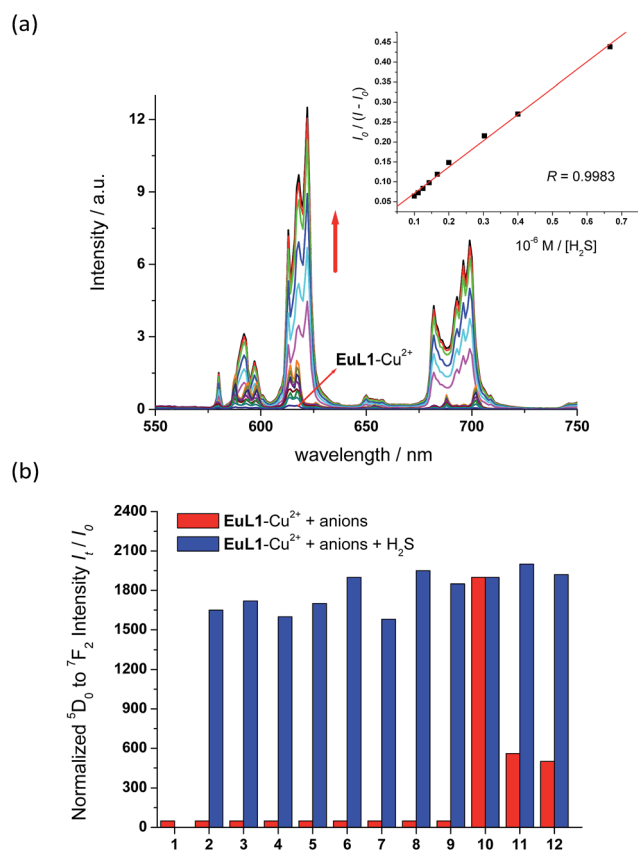 (a)
0.45
0.40
0.35
0.30
0.25
0.20
0.15
0.10
0.05
I₀ / (I - I₀)
R = 0.9983
0.1 0.2 0.3 0.4 0.5 0.6 0.7
10⁻⁶ M / [H₂S]
12
9
6
3
0
Intensity / a.u.
EuL1-Cu²⁺
550 600 650 700 750
wavelength / nm
(b)
2400
2100
1800
1500
1200
900
600
300
0
Normalized ⁵D₀ to ⁷F₂ Intensity Iₜ / I₀
EuL1-Cu²⁺ + anions
EuL1-Cu²⁺ + anions + H₂S
1 2 3 4 5 6 7 8 9 10 11 12